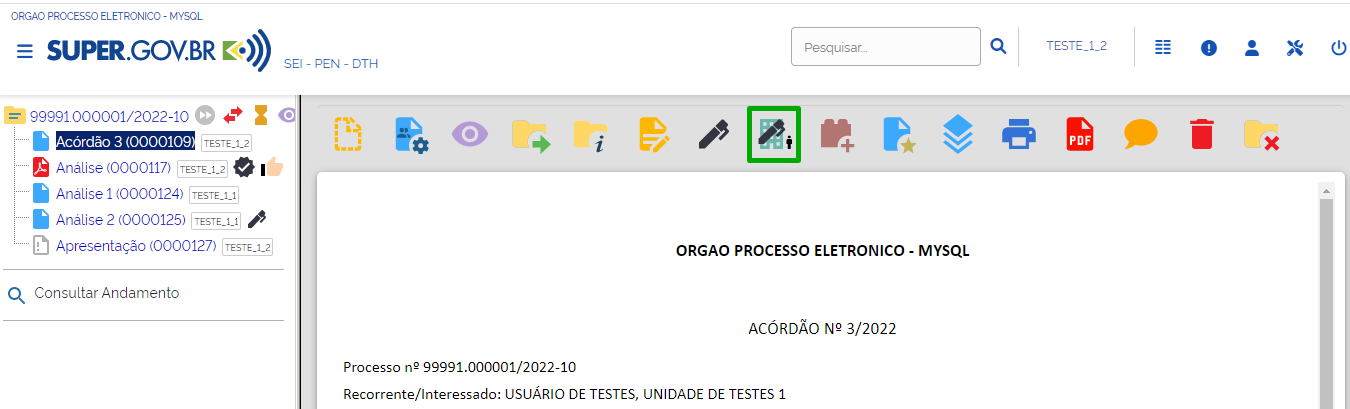 ORGAO PROCESSO ELETRONICO - MYSQL
SUPER.GOV.BR
SEI - PEN - DTH
Pesquisar...
TESTE_1_2
99991.000001/2022-10
Acórdão 3 (0000109) TESTE_1_2
Análise (0000117) TESTE_1_2
Análise 1 (0000124) TESTE_1_1
Análise 2 (0000125) TESTE_1_1
Apresentação (0000127) TESTE_1_2
Consultar Andamento
PDF
ORGAO PROCESSO ELETRONICO - MYSQL
ACÓRDÃO Nº 3/2022
Processo nº 99991.000001/2022-10
Recorrente/Interessado: USUÁRIO DE TESTES, UNIDADE DE TESTES 1